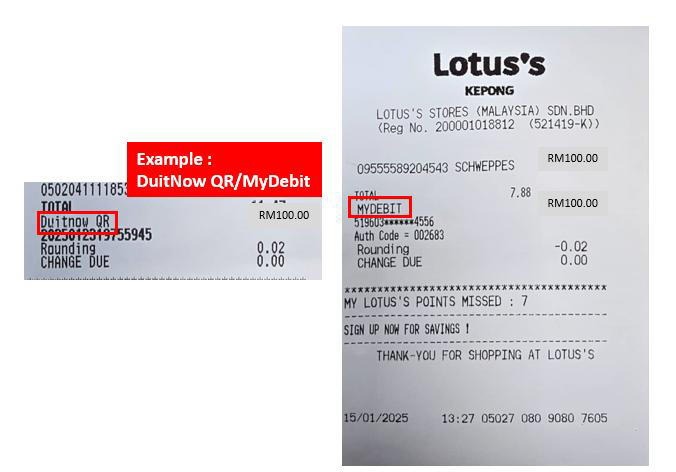 Example :
DuitNow QR/MyDebit
0502041111853
TOTAL
RM100.00
Duitnow QR
2025012319755945
Rounding 0.02
CHANGE DUE 0.00
Lotus's
KEPONG
LOTUS'S STORES (MALAYSIA) SDN.BHD
(Reg No. 200001018812 (521419-K))
09555589204543 SCHWEPPES RM100.00
TOTAL 7.88
MYDEBIT RM100.00
519603******4556
Auth Code = 002683
Rounding -0.02
CHANGE DUE 0.00
******************************************
MY LOTUS'S POINTS MISSED : 7
SIGN UP NOW FOR SAVINGS !
THANK-YOU FOR SHOPPING AT LOTUS'S
15/01/2025 13:27 05027 080 9080 7605